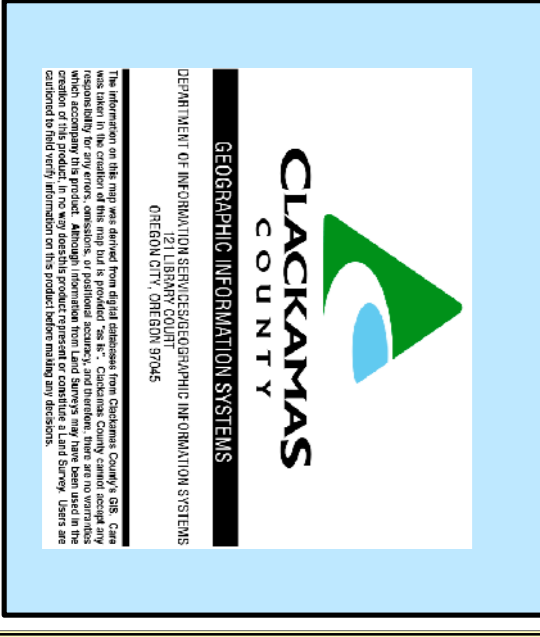 CLACKAMAS
COUNTY
GEOGRAPHIC INFORMATION SYSTEMS
DEPARTMENT OF INFORMATION SERVICES/GEOGRAPHIC INFORMATION SYSTEMS
121 LIBRARY COURT
OREGON CITY, OREGON 97045
The information on this map was derived from digital databases from Clackamas County's GIS. Care
was taken in the creation of this map but is provided "as is". Clackamas County cannot accept any
responsibility for any errors, omissions, or positional accuracy, and therefore, there are no warranties
which accompany this product. Although information from Land Surveys may have been used in the
creation of this product, in no way does this product represent or constitute a Land Survey. Users are
cautioned to field verify information on this product before making any decisions.